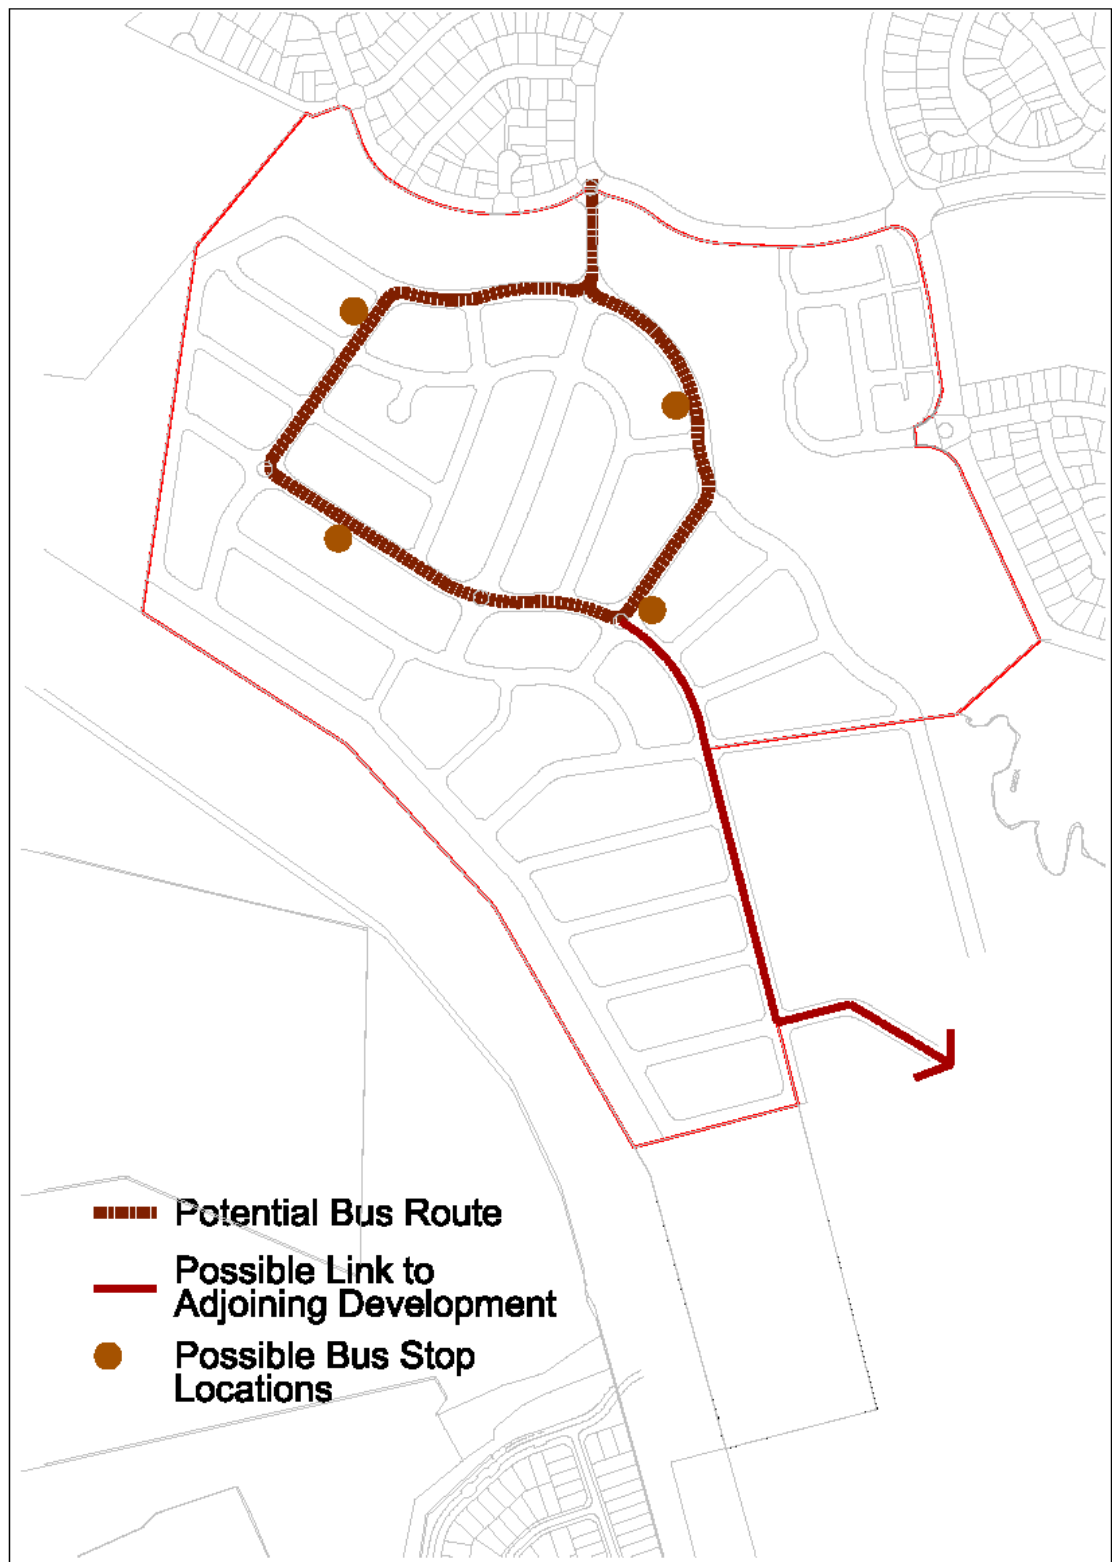 Potential Bus Route
Possible Link to
Adjoining Development
Possible Bus Stop
Locations